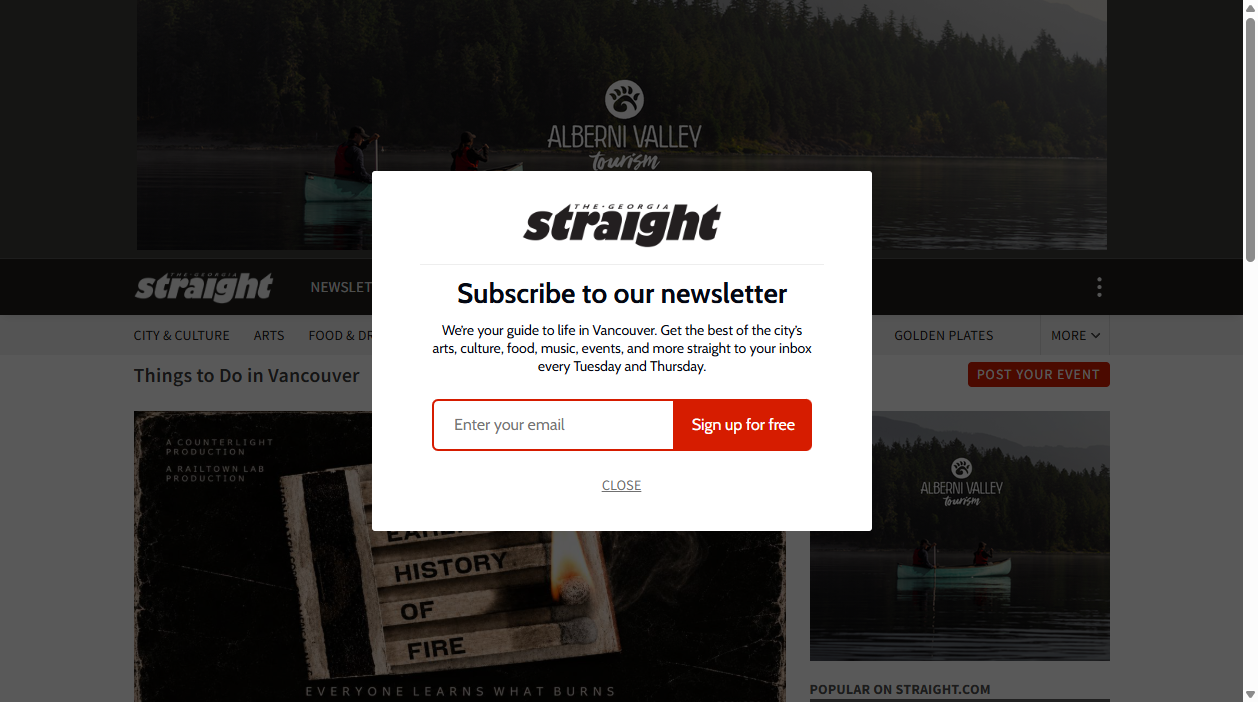 ALBERNI VALLEY
tourism
THE · GEORGIA
straight
THE · GEORGIA
straight
NEWSLET
Subscribe to our newsletter
We're your guide to life in Vancouver. Get the best of the city's
arts, culture, food, music, events, and more straight to your inbox
every Tuesday and Thursday.
CITY & CULTURE
ARTS
FOOD & DR
GOLDEN PLATES
MORE
Things to Do in Vancouver
POST YOUR EVENT
Enter your email
Sign up for free
CLOSE
A COUNTERLIGHT
PRODUCTION
A RAILTOWN LAB
PRODUCTION
HISTORY
OF
FIRE
EVERYONE LEARNS WHAT BURNS
ALBERNI VALLEY
tourism
POPULAR ON STRAIGHT.COM